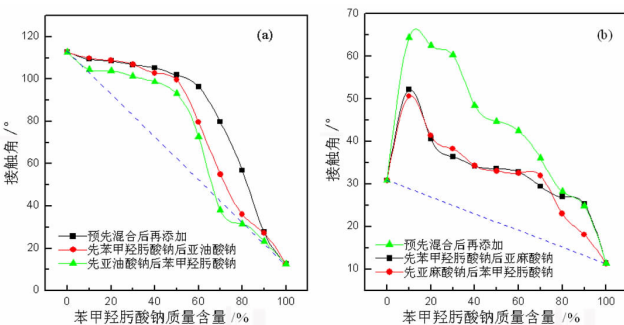 (a)
接触角 /°
120
100
80
60
40
20
0
预先混合后再添加
先苯甲羟肟酸钠后亚油酸钠
先亚油酸钠后苯甲羟肟酸钠
0 20 40 60 80 100
苯甲羟肟酸钠质量含量 /%
(b)
接触角 /°
70
60
50
40
30
20
10
预先混合后再添加
先苯甲羟肟酸钠后亚麻酸钠
先亚麻酸钠后苯甲羟肟酸钠
0 20 40 60 80 100
苯甲羟肟酸钠质量含量 /%